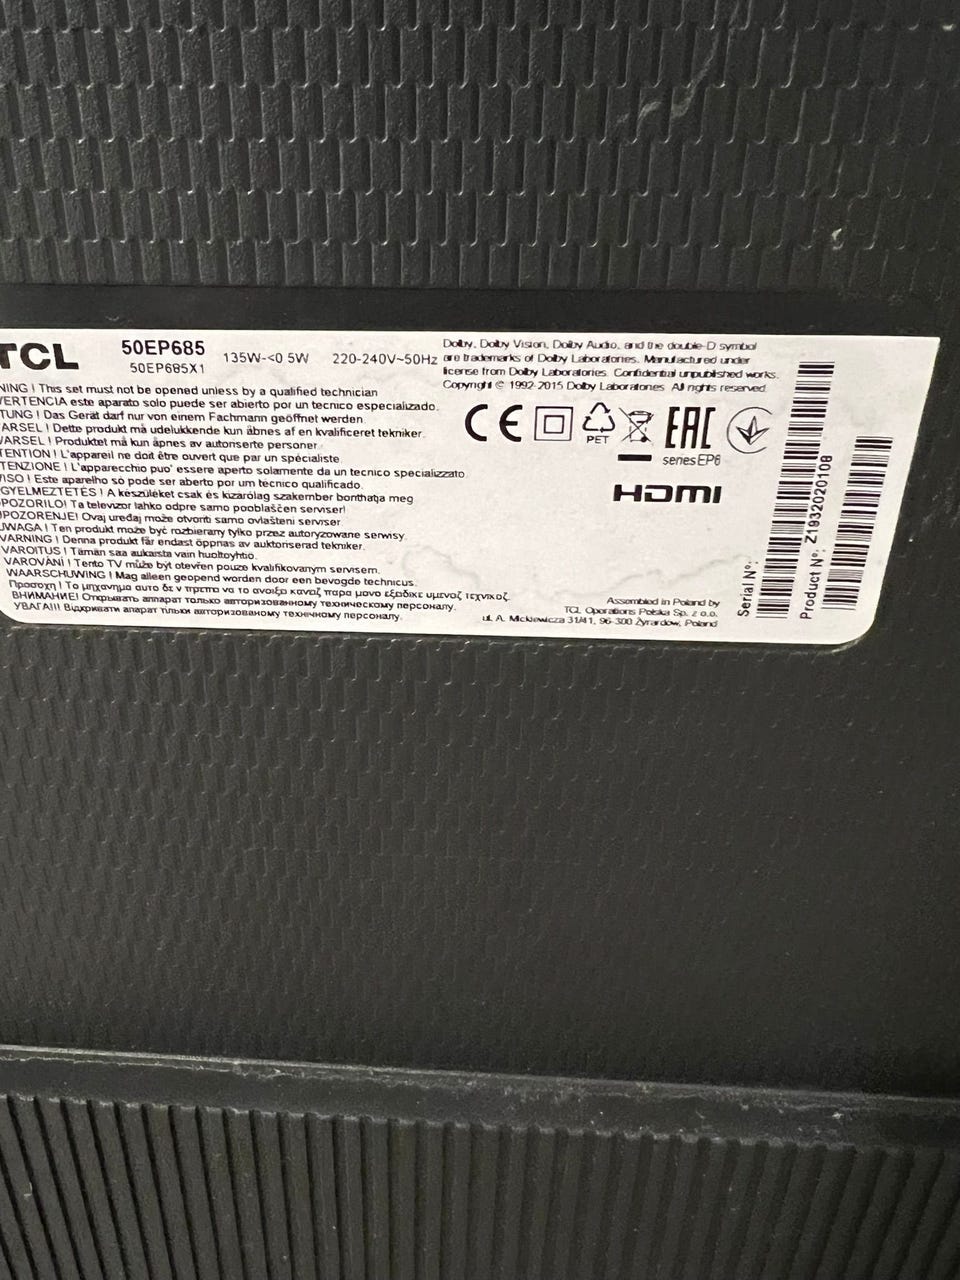 TCL
50EP685
50EP685X1
135W-<0 5W
220-240V~50Hz
Dolby, Dolby Vision, Dolby Audio, and the double-D symbol
are trademarks of Dolby Laboratories. Manufactured under
license from Dolby Laboratories. Confidential unpublished works.
Copyright © 1992-2015 Dolby Laboratories. All rights reserved.
NING ! This set must not be opened unless by a qualified technician
VERTENCIA este aparato solo puede ser abierto por un tecnico especializado.
TUNG ! Das Gerät darf nur von einem Fachmann geöffnet werden.
ARSEL ! Dette produkt må udelukkende kun åbnes af en kvalificeret tekniker.
VARSEL ! Produktet må kun åpnes av autoriserte personer.
TENTION ! L'appareil ne doit être ouvert que par un spécialiste.
TENZIONE ! L'apparecchio puo' essere aperto solamente da un tecnico specializzato
VISO ! Este aparelho só pode ser aberto por um técnico qualificado.
GYELMEZTETÉS ! A készüléket csak és kizárólag szakember bonthatja meg
POZORILO! Ta televizor lahko odpre samo pooblaščen serviser!
POZORENJE! Ovaj uređaj može otvoriti samo ovlašteni serviser
UWAGA ! Ten produkt może być rozbierany tylko przez autoryzowane serwisy.
VARNING ! Denna produkt får endast öppnas av auktoriserad tekniker.
VAROITUS ! Tämän saa aukaista vain huoltoyhtiö.
VAROVÁNÍ ! Tento TV může být otevřen pouze kvalifikovaným servisem.
WAARSCHUWING ! Mag alleen geopend worden door een bevoegde technicus.
Προσοχη ! Το μηχανημα αυτο δε ν πρεπει να το ανοιξει καναζ παρα μονο εξειδικε υμενοζ τεχνικοζ.
ВНИМАНИЕ! Открывать аппарат только авторизованному техническому персоналу.
УВАГА!!! Відкривати апарат тільки авторизованому технічному персоналу.
CE
PET
EAC
series EP6
HDMI
Assembled in Poland by
TCL Operations Polska Sp. z o.o.
ul. A. Mickiewicza 31/41, 96-300 Żyrardów, Poland
Serial N°:
Product N°: Z1932020108